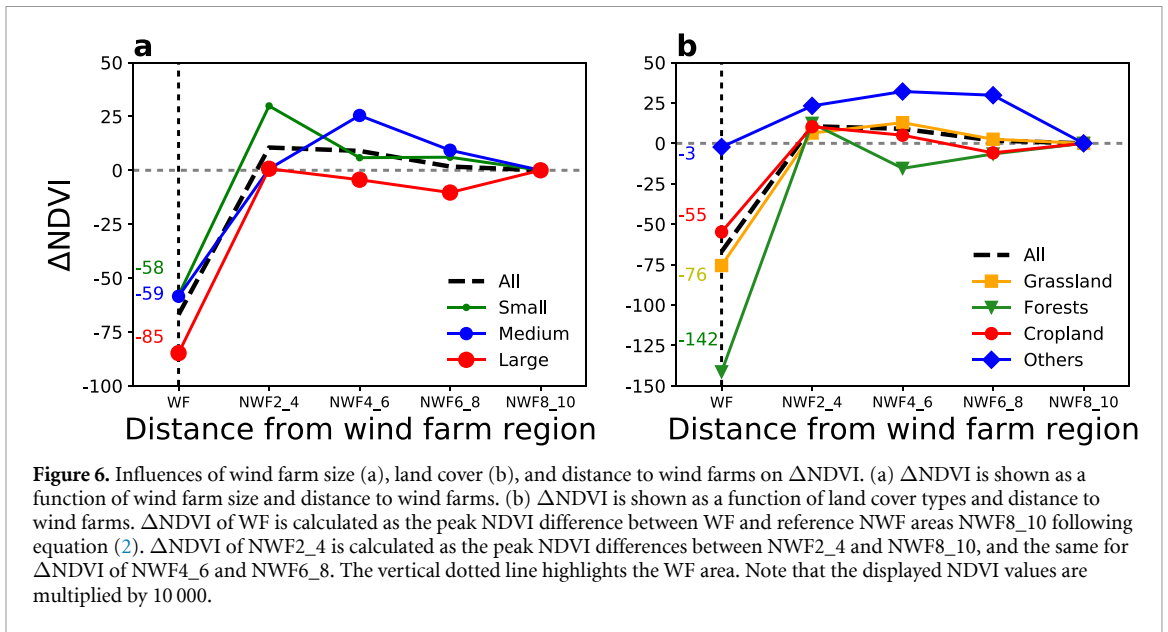 a
50
25
0
-25
-50
-75
-100
ΔNDVI
-58
-59
-85
All
Small
Medium
Large
WF NWF2_4 NWF4_6 NWF6_8 NWF8_10
Distance from wind farm region
b
50
25
0
-25
-50
-75
-100
-125
-150
-3
-55
-76
-142
All
Grassland
Forests
Cropland
Others
WF NWF2_4 NWF4_6 NWF6_8 NWF8_10
Distance from wind farm region
Figure 6. Influences of wind farm size (a), land cover (b), and distance to wind farms on ΔNDVI. (a) ΔNDVI is shown as a
function of wind farm size and distance to wind farms. (b) ΔNDVI is shown as a function of land cover types and distance to
wind farms. ΔNDVI of WF is calculated as the peak NDVI difference between WF and reference NWF areas NWF8_10 following
equation (2). ΔNDVI of NWF2_4 is calculated as the peak NDVI differences between NWF2_4 and NWF8_10, and the same for
ΔNDVI of NWF4_6 and NWF6_8. The vertical dotted line highlights the WF area. Note that the displayed NDVI values are
multiplied by 10 000.